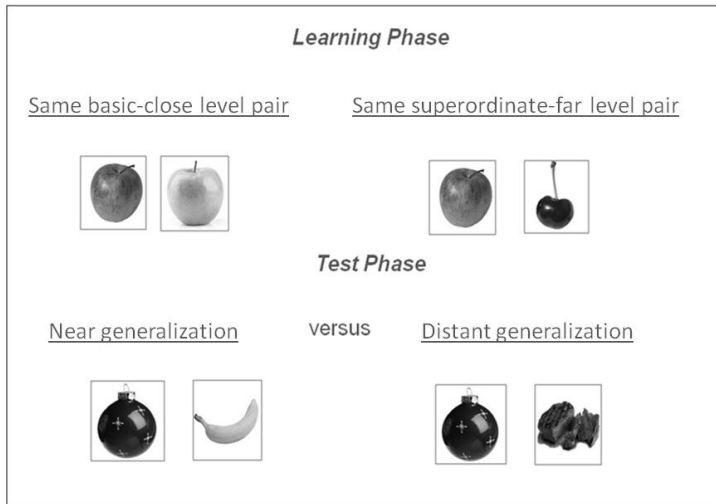 Learning Phase
Same basic-close level pair
Same superordinate-far level pair
Test Phase
Near generalization
versus
Distant generalization